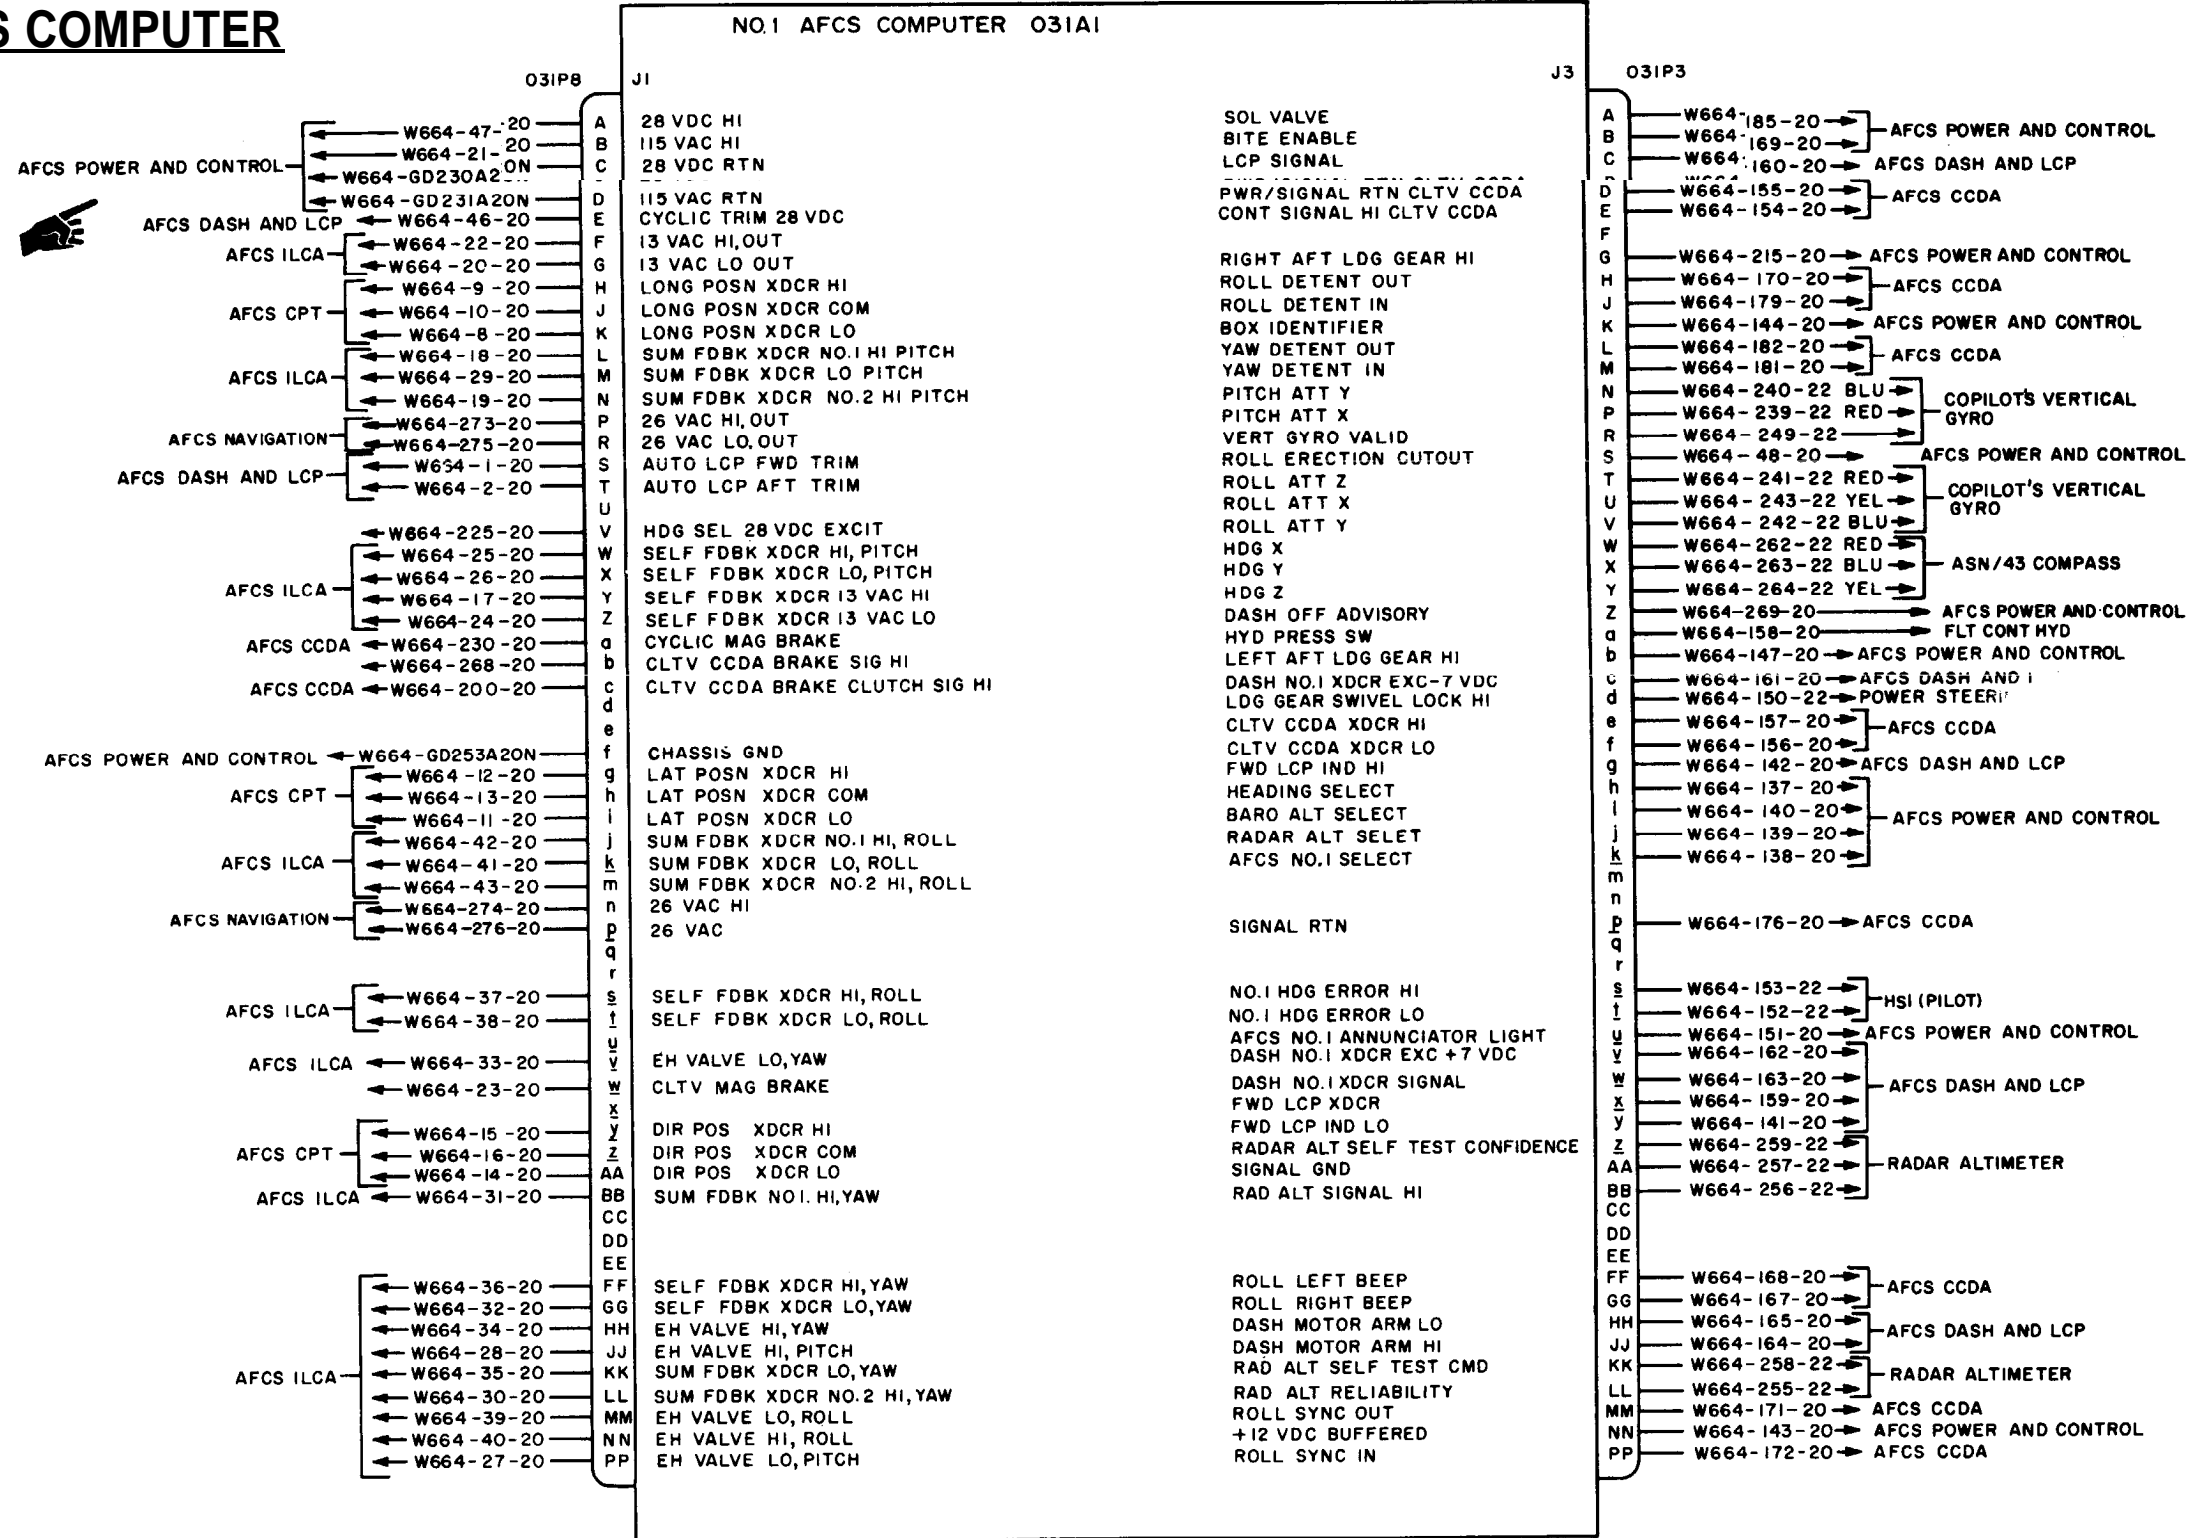 S COMPUTER
NO.1 AFCS COMPUTER 031A1
031P8 J1
J3 031P3
AFCS POWER AND CONTROL
W664-47-20 A 28 VDC HI
W664-21-20 B 115 VAC HI
W664-GD230A2 0N C 28 VDC RTN
W664-GD231A20N D 115 VAC RTN
AFCS DASH AND LCP W664-46-20 E CYCLIC TRIM 28 VDC
AFCS ILCA
W664-22-20 F 13 VAC HI, OUT
W664-20-20 G 13 VAC LO OUT
AFCS CPT
W664-9-20 H LONG POSN XDCR HI
W664-10-20 J LONG POSN XDCR COM
W664-8-20 K LONG POSN XDCR LO
AFCS ILCA
W664-18-20 L SUM FDBK XDCR NO.1 HI PITCH
W664-29-20 M SUM FDBK XDCR LO PITCH
W664-19-20 N SUM FDBK XDCR NO.2 HI PITCH
AFCS NAVIGATION
W664-273-20 P 26 VAC HI, OUT
W664-275-20 R 26 VAC LO, OUT
AFCS DASH AND LCP
W664-1-20 S AUTO LCP FWD TRIM
W664-2-20 T AUTO LCP AFT TRIM
U
W664-225-20 V HDG SEL 28 VDC EXCIT
AFCS ILCA
W664-25-20 W SELF FDBK XDCR HI, PITCH
W664-26-20 X SELF FDBK XDCR LO, PITCH
W664-17-20 Y SELF FDBK XDCR 13 VAC HI
W664-24-20 Z SELF FDBK XDCR 13 VAC LO
AFCS CCDA W664-230-20 a CYCLIC MAG BRAKE
W664-268-20 b CLTV CCDA BRAKE SIG HI
AFCS CCDA W664-200-20 c CLTV CCDA BRAKE CLUTCH SIG HI
d
e
AFCS POWER AND CONTROL W664-GD253A20N f CHASSIS GND
AFCS CPT
W664-12-20 g LAT POSN XDCR HI
W664-13-20 h LAT POSN XDCR COM
W664-11-20 i LAT POSN XDCR LO
AFCS ILCA
W664-42-20 j SUM FDBK XDCR NO.1 HI, ROLL
W664-41-20 k SUM FDBK XDCR LO, ROLL
W664-43-20 m SUM FDBK XDCR NO.2 HI, ROLL
AFCS NAVIGATION
W664-274-20 n 26 VAC HI
W664-276-20 p 26 VAC
q
r
AFCS ILCA
W664-37-20 s SELF FDBK XDCR HI, ROLL
W664-38-20 t SELF FDBK XDCR LO, ROLL
u
AFCS ILCA W664-33-20 v EH VALVE LO, YAW
W664-23-20 w CLTV MAG BRAKE
x
AFCS CPT
W664-15-20 y DIR POS XDCR HI
W664-16-20 z DIR POS XDCR COM
W664-14-20 AA DIR POS XDCR LO
AFCS ILCA W664-31-20 BB SUM FDBK NO1. HI, YAW
CC
DD
EE
AFCS ILCA
W664-36-20 FF SELF FDBK XDCR HI, YAW
W664-32-20 GG SELF FDBK XDCR LO, YAW
W664-34-20 HH EH VALVE HI, YAW
W664-28-20 JJ EH VALVE HI, PITCH
W664-35-20 KK SUM FDBK XDCR LO, YAW
W664-30-20 LL SUM FDBK XDCR NO.2 HI, YAW
W664-39-20 MM EH VALVE LO, ROLL
W664-40-20 NN EH VALVE HI, ROLL
W664-27-20 PP EH VALVE LO, PITCH
SOL VALVE A W664-185-20
BITE ENABLE B W664-169-20
AFCS POWER AND CONTROL
LCP SIGNAL C W664-160-20 AFCS DASH AND LCP
PWR/SIGNAL RTN CLTV CCDA D W664-155-20
CONT SIGNAL HI CLTV CCDA E W664-154-20
AFCS CCDA
F
RIGHT AFT LDG GEAR HI G W664-215-20 AFCS POWER AND CONTROL
ROLL DETENT OUT H W664-170-20
ROLL DETENT IN J W664-179-20
AFCS CCDA
BOX IDENTIFIER K W664-144-20 AFCS POWER AND CONTROL
YAW DETENT OUT L W664-182-20
YAW DETENT IN M W664-181-20
AFCS CCDA
PITCH ATT Y N W664-240-22 BLU
PITCH ATT X P W664-239-22 RED
VERT GYRO VALID R W664-249-22
COPILOT'S VERTICAL
GYRO
ROLL ERECTION CUTOUT S W664-48-20 AFCS POWER AND CONTROL
ROLL ATT Z T W664-241-22 RED
ROLL ATT X U W664-243-22 YEL
ROLL ATT Y V W664-242-22 BLU
COPILOT'S VERTICAL
GYRO
HDG X W W664-262-22 RED
HDG Y X W664-263-22 BLU
HDG Z Y W664-264-22 YEL
ASN/43 COMPASS
DASH OFF ADVISORY Z W664-269-20 AFCS POWER AND CONTROL
HYD PRESS SW a W664-158-20 FLT CONT HYD
LEFT AFT LDG GEAR HI b W664-147-20 AFCS POWER AND CONTROL
DASH NO.1 XDCR EXC-7 VDC c W664-161-20 AFCS DASH AND
LDG GEAR SWIVEL LOCK HI d W664-150-22 POWER STEERI
CLTV CCDA XDCR HI e W664-157-20
CLTV CCDA XDCR LO f W664-156-20
AFCS CCDA
FWD LCP IND HI g W664-142-20 AFCS DASH AND LCP
HEADING SELECT h W664-137-20
BARO ALT SELECT i W664-140-20
RADAR ALT SELET j W664-139-20
AFCS NO.1 SELECT k W664-138-20
AFCS POWER AND CONTROL
m
n
SIGNAL RTN p W664-176-20 AFCS CCDA
q
r
NO.1 HDG ERROR HI s W664-153-22
NO.1 HDG ERROR LO t W664-152-22
HSI (PILOT)
AFCS NO.1 ANNUNCIATOR LIGHT u W664-151-20 AFCS POWER AND CONTROL
DASH NO.1 XDCR EXC +7 VDC v W664-162-20
DASH NO.1 XDCR SIGNAL w W664-163-20
FWD LCP XDCR x W664-159-20
FWD LCP IND LO y W664-141-20
AFCS DASH AND LCP
RADAR ALT SELF TEST CONFIDENCE z W664-259-22
SIGNAL GND AA W664-257-22
RAD ALT SIGNAL HI BB W664-256-22
RADAR ALTIMETER
CC
DD
EE
ROLL LEFT BEEP FF W664-168-20
ROLL RIGHT BEEP GG W664-167-20
AFCS CCDA
DASH MOTOR ARM LO HH W664-165-20
DASH MOTOR ARM HI JJ W664-164-20
AFCS DASH AND LCP
RAD ALT SELF TEST CMD KK W664-258-22
RAD ALT RELIABILITY LL W664-255-22
RADAR ALTIMETER
ROLL SYNC OUT MM W664-171-20 AFCS CCDA
+12 VDC BUFFERED NN W664-143-20 AFCS POWER AND CONTROL
ROLL SYNC IN PP W664-172-20 AFCS CCDA